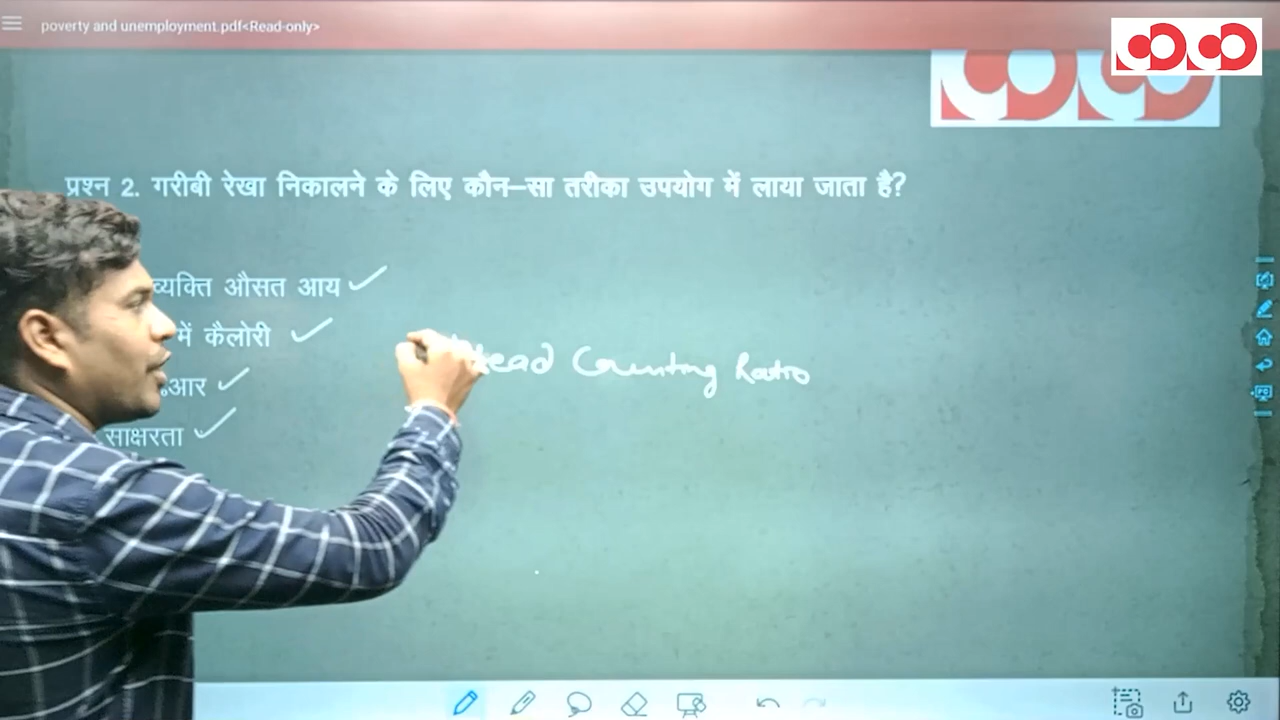 poverty and unemployment.pdf<Read-only>
प्रश्न 2. गरीबी रेखा निकालने के लिए कौन–सा तरीका उपयोग में लाया जाता है?
व्यक्ति औसत आय
में कैलोरी
Head Counting Ratio
आर
साक्षरता